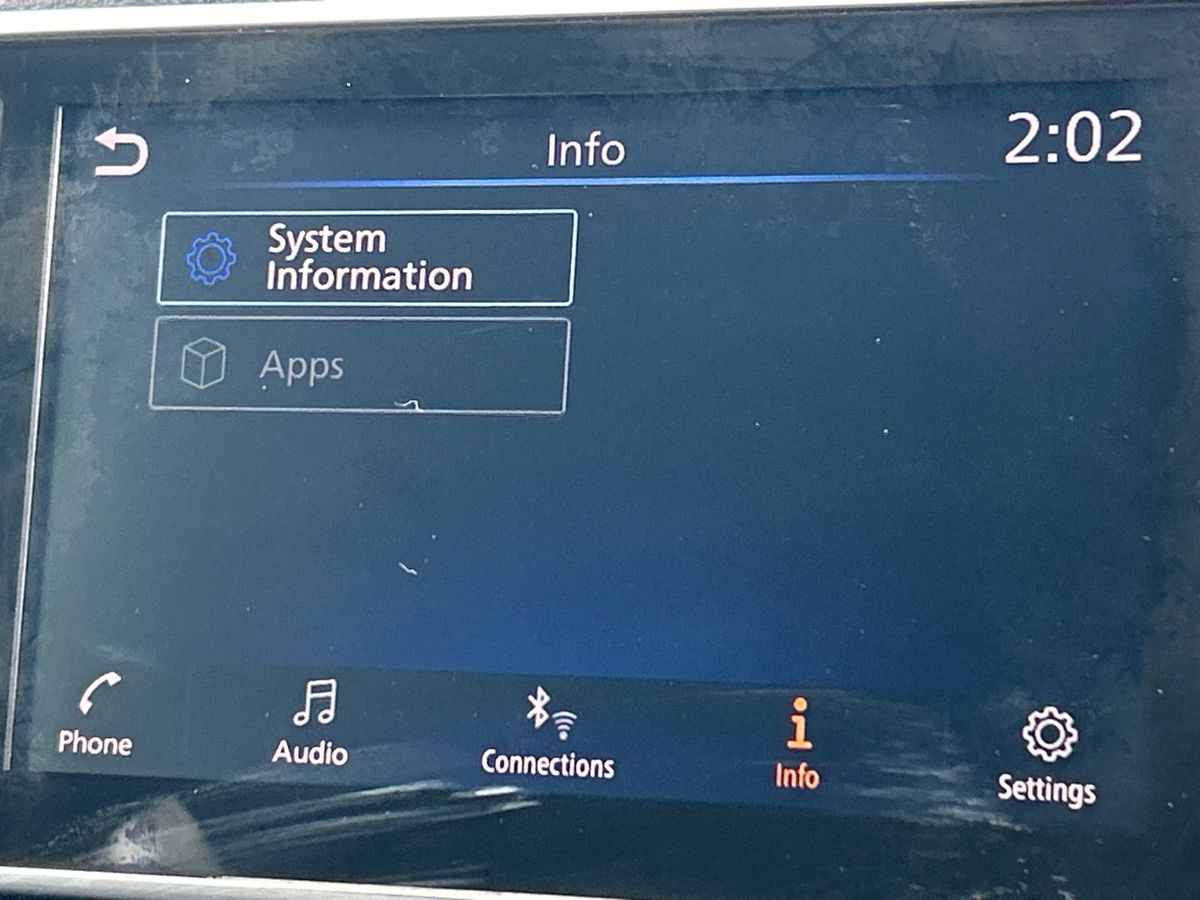 Info
2:02
System
Information
Apps
Phone
Audio
Connections
Info
Settings